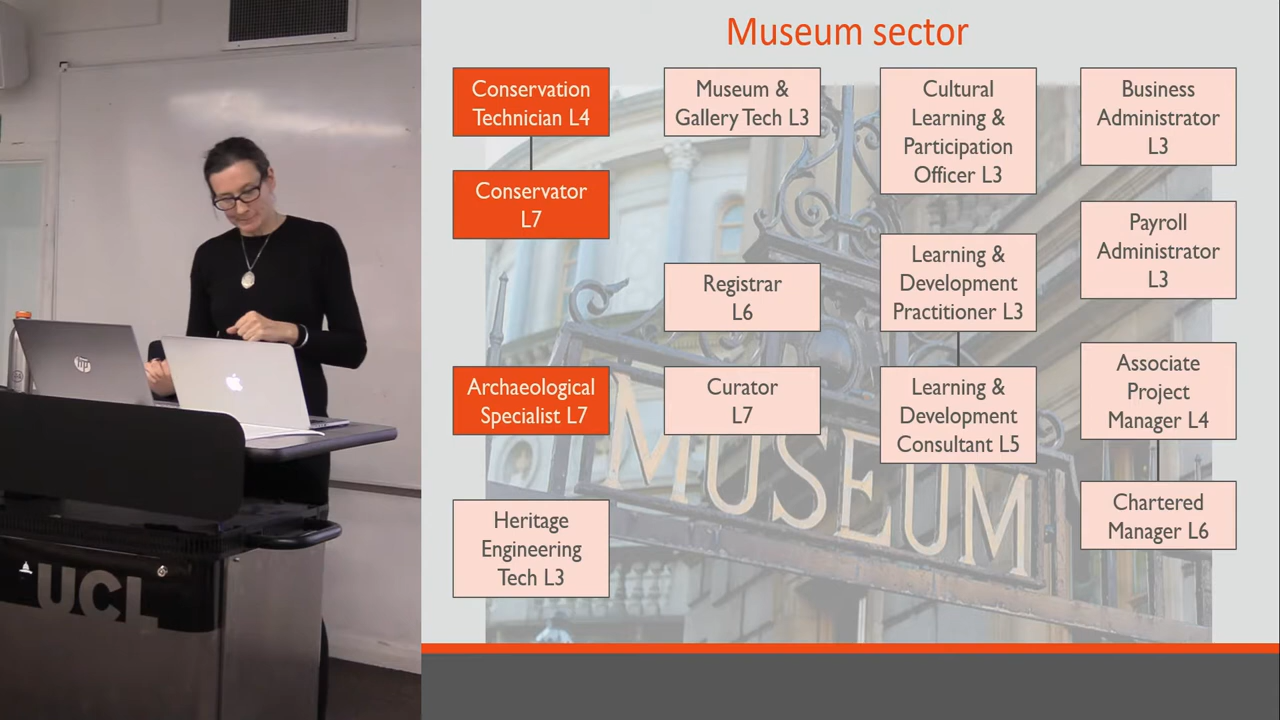 Museum sector
Conservation
Technician L4
Conservator
L7
Archaeological
Specialist L7
Heritage
Engineering
Tech L3
Museum &
Gallery Tech L3
Registrar
L6
Curator
L7
Cultural
Learning &
Participation
Officer L3
Learning &
Development
Practitioner L3
Learning &
Development
Consultant L5
Business
Administrator
L3
Payroll
Administrator
L3
Associate
Project
Manager L4
Chartered
Manager L6
MUSEUM
hp
UCL